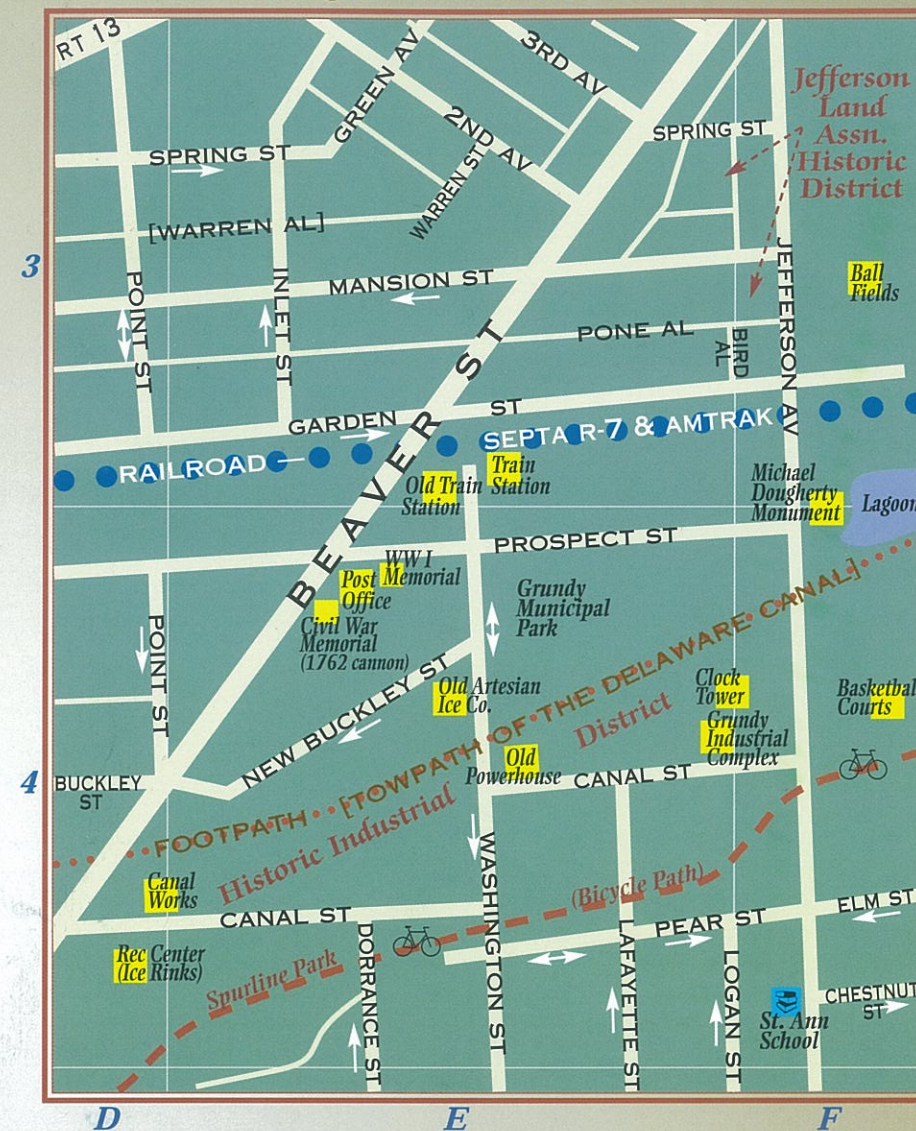 RT 13
GREEN AV
3RD AV
2ND AV
SPRING ST
SPRING ST
Jefferson
Land
Assn.
Historic
District
WARREN ST
[WARREN AL]
3
POINT ST
INLET ST
MANSION ST
JEFFERSON AV
Ball
Fields
PONE AL
BIRD
AL
BEAVER ST
GARDEN ST
RAILROAD
SEPTA R-7 & AMTRAK
Old Train
Station
Train
Station
Michael
Dougherty
Monument
Lagoon
PROSPECT ST
WW I
Memorial
Post
Office
Civil War
Memorial
(1762 cannon)
Grundy
Municipal
Park
POINT ST
NEW BUCKLEY ST
Old Artesian
Ice Co.
Clock
Tower
Grundy
Industrial
Complex
Basketbal
Courts
Old
Powerhouse
4
BUCKLEY
ST
CANAL ST
FOOTPATH [TOWPATH OF THE DELAWARE CANAL]
Historic Industrial District
Canal
Works
CANAL ST
WASHINGTON ST
(Bicycle Path)
PEAR ST
ELM ST
Rec Center
(Ice Rinks)
Spurline Park
DORRANCE ST
LAFAYETTE ST
LOGAN ST
CHESTNUT
ST
St. Ann
School
D
E
F